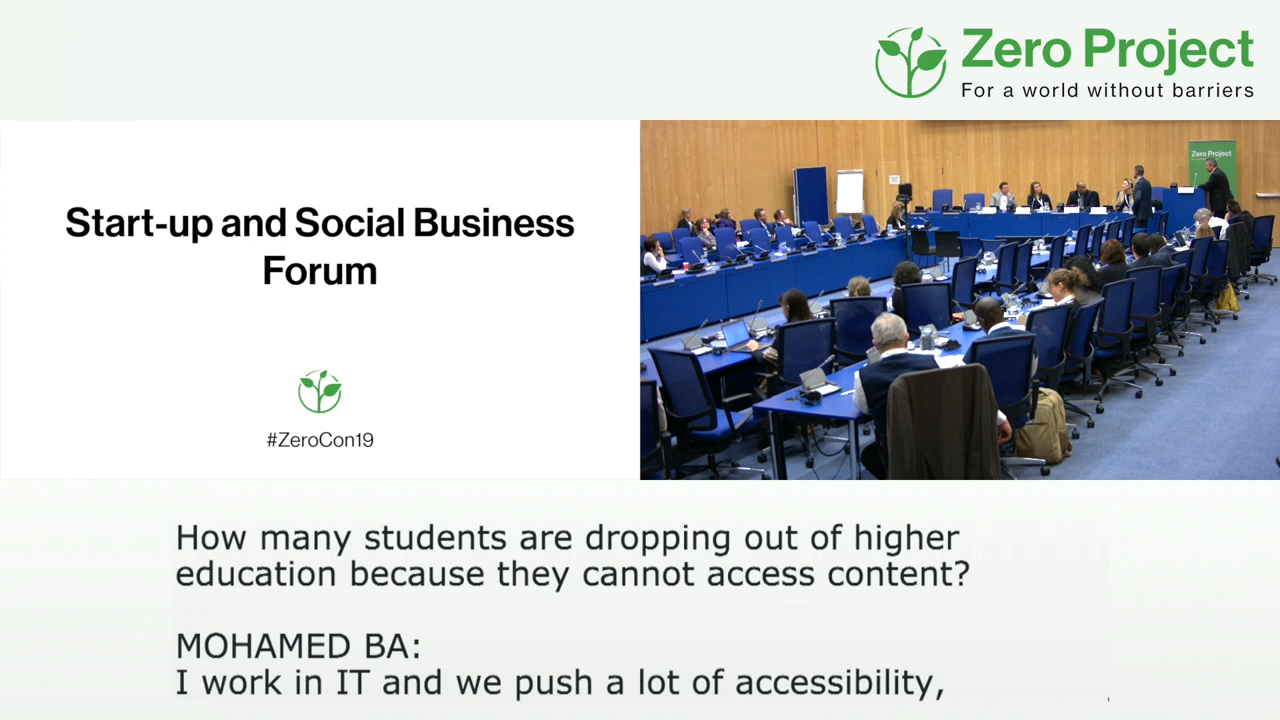 Zero Project
For a world without barriers
Start-up and Social Business
Forum
#ZeroCon19
Zero Project
How many students are dropping out of higher
education because they cannot access content?
MOHAMED BA:
I work in IT and we push a lot of accessibility,